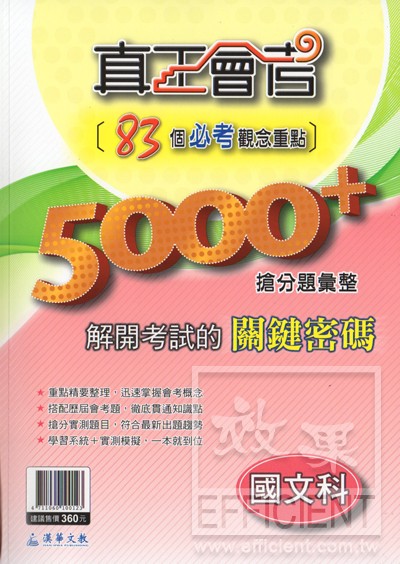 真正會考
〔83個必考觀念重點〕
5000+
搶分題彙整
解開考試的 關鍵密碼
★ 重點精要整理，迅速掌握會考概念
★ 搭配歷屆會考題，徹底貫通知識點
★ 搶分實測題目，符合最新出題趨勢
★ 學習系統＋實測模擬，一本就到位
國文科
建議售價360元
漢華文教
效果
EFFICIENT
www.efficient.com.tw